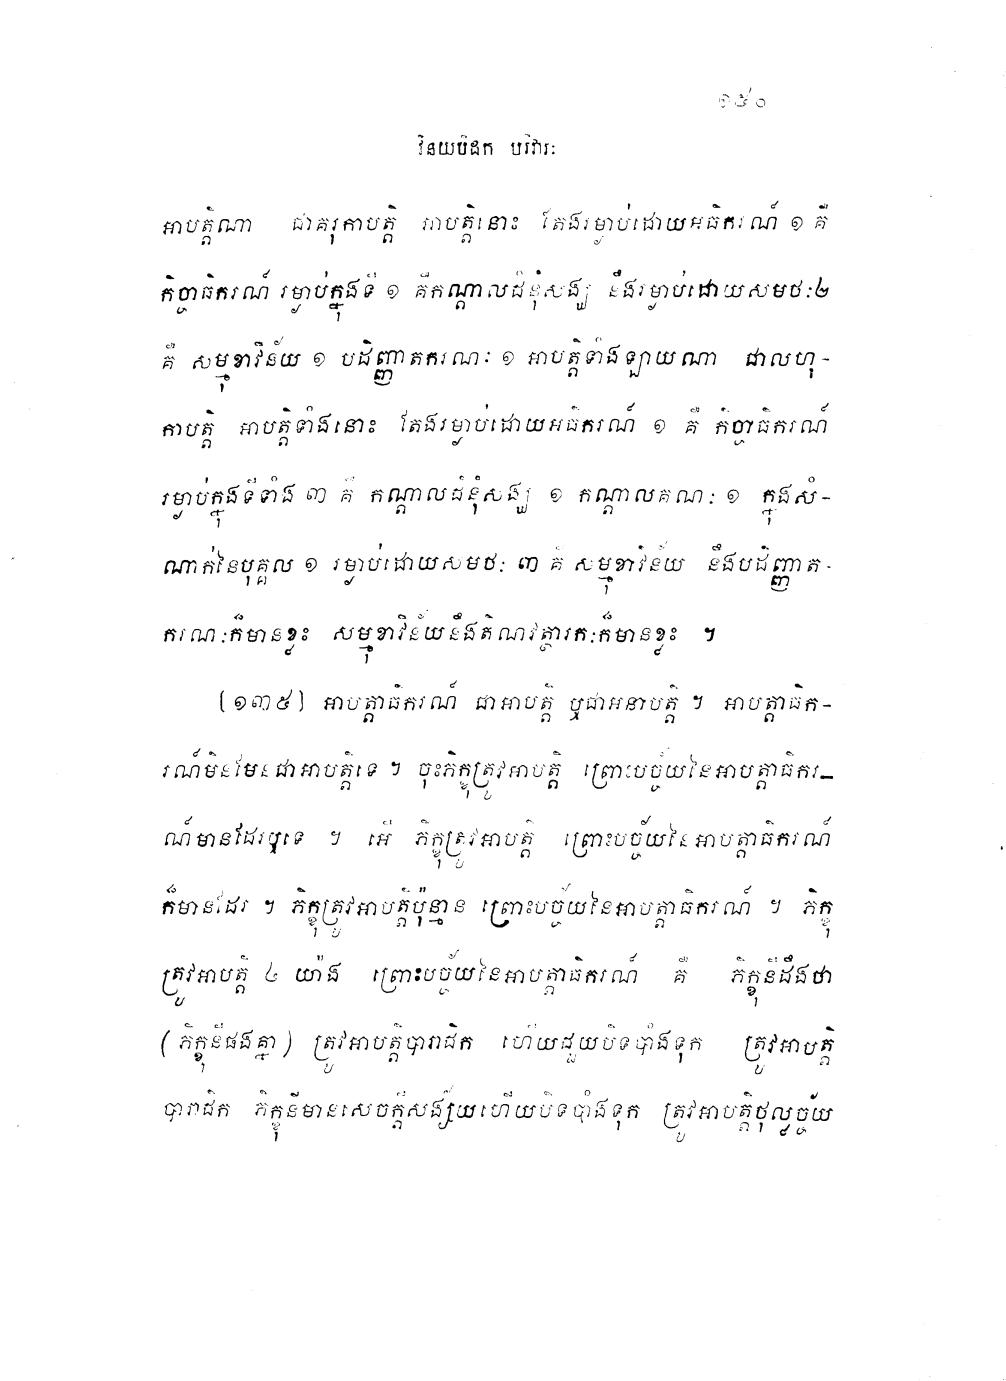 ១៥០
វិនយបិដក បរិវារៈ
អាបត្តិណា ជាគរុកាបត្តិ អាបត្តិនោះ តែងរម្ងាប់ដោយអធិករណ៍ ១ គឺ
កិច្ចាធិករណ៍ រម្ងាប់ក្នុងទី ១ គឺកណ្តាលជំនុំសង្ឃ នឹងរម្ងាប់ដោយសមថៈ២
គឺ សម្មុខាវិន័យ ១ បដិញ្ញាតករណៈ ១ អាបត្តិទាំងឡាយណា ជាលហុ-
កាបត្តិ អាបត្តិទាំងនោះ តែងរម្ងាប់ដោយអធិករណ៍ ១ គឺ កិច្ចាធិករណ៍
រម្ងាប់ក្នុងទីទាំង ៣ គឺ កណ្តាលជំនុំសង្ឃ ១ កណ្តាលគណៈ ១ ក្នុងសំ-
ណាក់នៃបុគ្គល ១ រម្ងាប់ដោយសមថៈ ៣ គឺ សម្មុខាវិន័យ នឹងបដិញ្ញាត-
ករណៈក៏មានខ្លះ សម្មុខាវិន័យនឹងតិណវត្ថារកៈក៏មានខ្លះ ។
(១៣៥) អាបត្តាធិករណ៍ ជាអាបត្តិ ឬជាអនាបត្តិ ។ អាបត្តាធិក-
រណ៍មិនមែនជាអាបត្តិទេ ។ ចុះភិក្ខុត្រូវអាបត្តិ ព្រោះបច្ច័យនៃអាបត្តាធិករ-
ណ៍មានដែរឬទេ ។ អើ ភិក្ខុត្រូវអាបត្តិ ព្រោះបច្ច័យនៃអាបត្តាធិករណ៍
ក៏មានដែរ ។ ភិក្ខុត្រូវអាបត្តិប៉ុន្មាន ព្រោះបច្ច័យនៃអាបត្តាធិករណ៍ ។ ភិក្ខុ
ត្រូវអាបត្តិ ៤ យ៉ាង ព្រោះបច្ច័យនៃអាបត្តាធិករណ៍ គឺ ភិក្ខុនីដឹងថា
(ភិក្ខុនីផងគ្នា) ត្រូវអាបត្តិបារាជិក ហើយជួយបិទបាំងទុក ត្រូវអាបត្តិ
បារាជិក ភិក្ខុនីមានសេចក្តីសង្ស័យហើយបិទបាំងទុក ត្រូវអាបត្តិថុល្លច្ច័យ